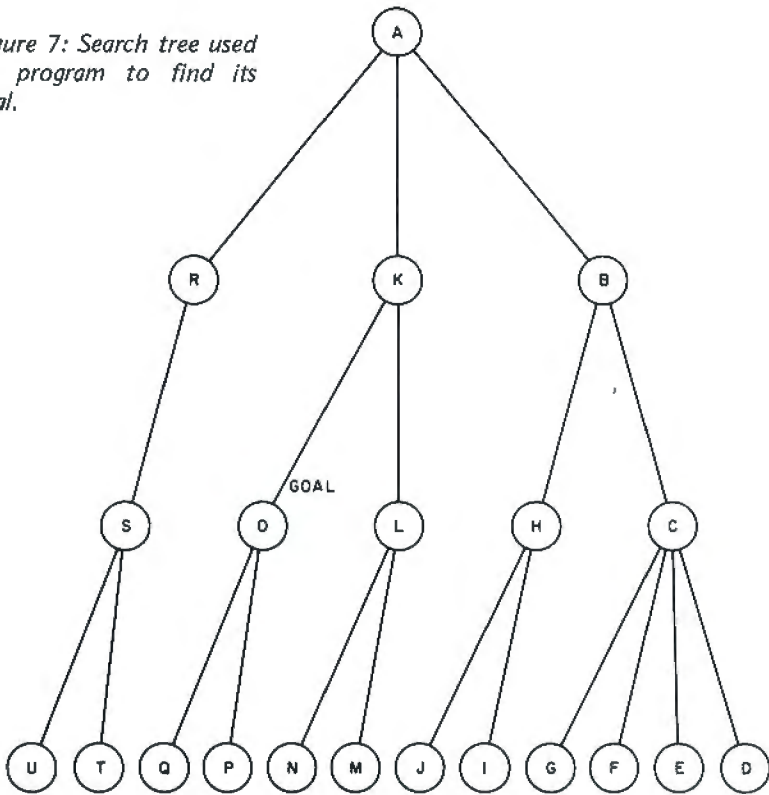 ure 7: Search tree used
program to find its
al.
A
R K B
GOAL
S O L H C
U T Q P N M J I G F E D